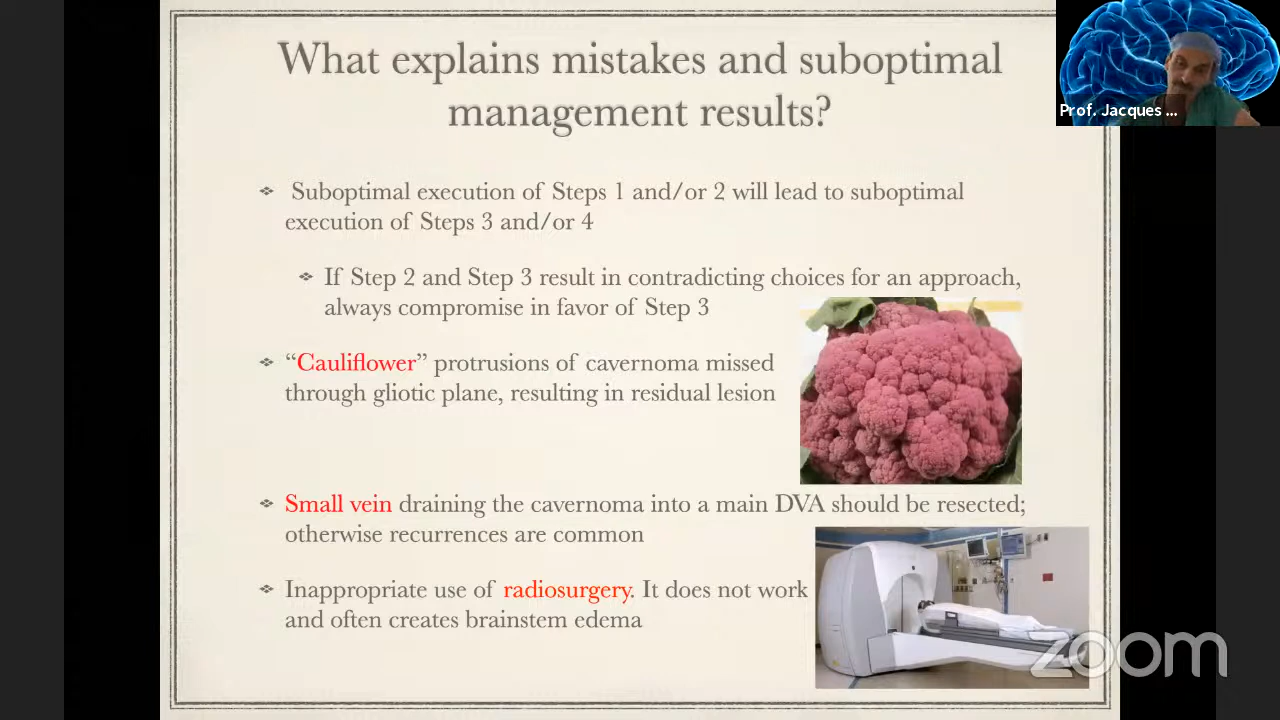 What explains mistakes and suboptimal
management results?
Prof. Jacques ...
❖ Suboptimal execution of Steps 1 and/or 2 will lead to suboptimal
execution of Steps 3 and/or 4
❖ If Step 2 and Step 3 result in contradicting choices for an approach,
always compromise in favor of Step 3
❖ “Cauliflower” protrusions of cavernoma missed
through gliotic plane, resulting in residual lesion
❖ Small vein draining the cavernoma into a main DVA should be resected;
otherwise recurrences are common
❖ Inappropriate use of radiosurgery. It does not work
and often creates brainstem edema
zoom